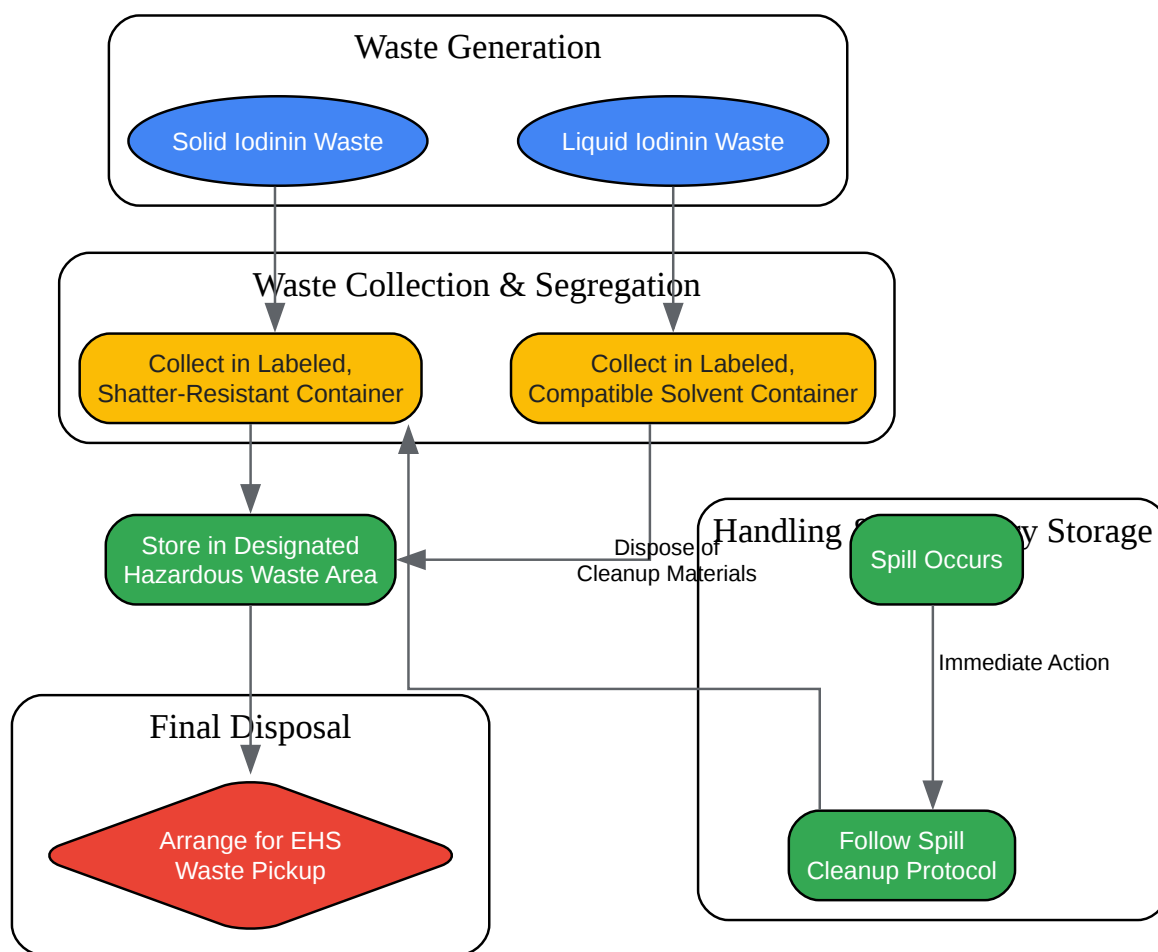 Waste Generation
Solid Iodinin Waste
Liquid Iodinin Waste
Waste Collection & Segregation
Collect in Labeled,
Shatter-Resistant Container
Collect in Labeled,
Compatible Solvent Container
Handling y Storage
Store in Designated
Hazardous Waste Area
Dispose of
Cleanup Materials
Spill Occurs
Immediate Action
Final Disposal
Arrange for EHS
Waste Pickup
Follow Spill
Cleanup Protocol